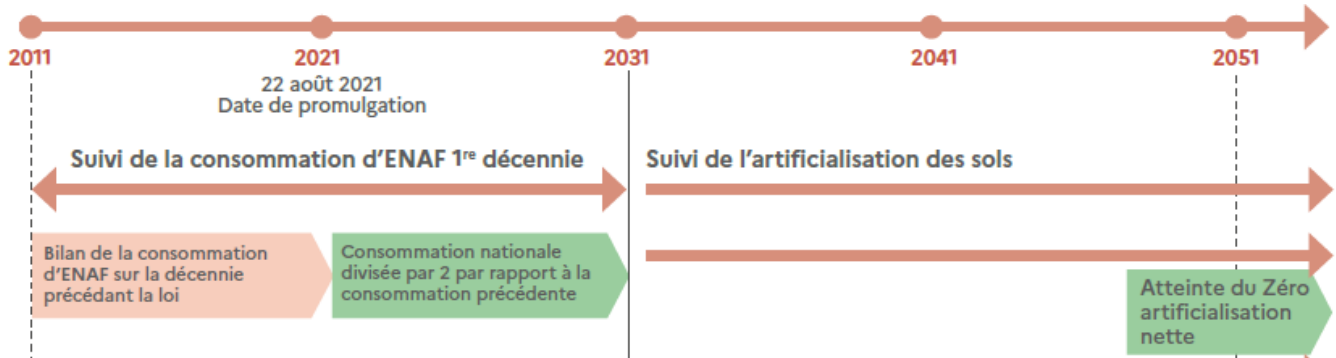 2011
2021
2031
2041
2051
22 août 2021
Date de promulgation
Suivi de la consommation d'ENAF 1re décennie
Suivi de l'artificialisation des sols
Bilan de la consommation
d'ENAF sur la décennie
précédant la loi
Consommation nationale
divisée par 2 par rapport à la
consommation précédente
Atteinte du Zéro
artificialisation
nette